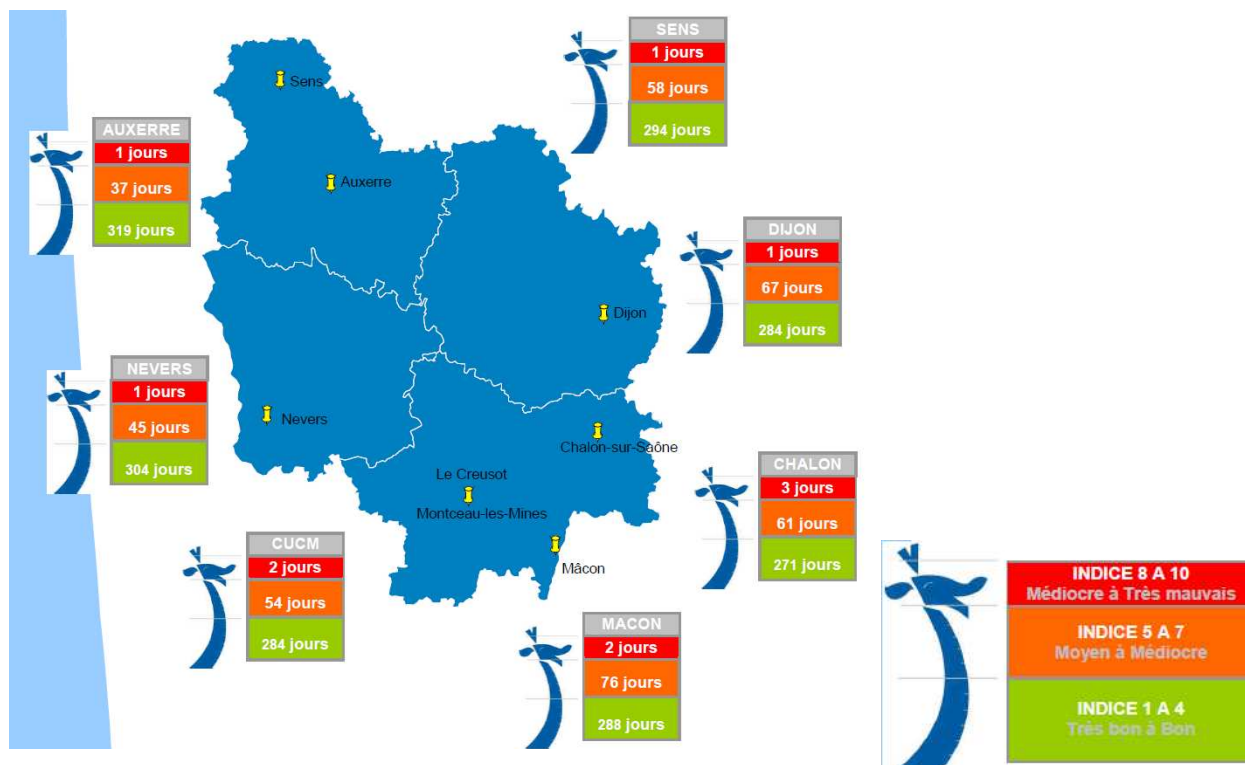 SENS
1 jours
58 jours
294 jours
AUXERRE
1 jours
37 jours
319 jours
Sens
Auxerre
DIJON
1 jours
67 jours
284 jours
Dijon
NEVERS
1 jours
45 jours
304 jours
Nevers
Chalon-sur-Saône
Le Creusot
Montceau-les-Mines
Mâcon
CHALON
3 jours
61 jours
271 jours
CUCM
2 jours
54 jours
284 jours
MACON
2 jours
76 jours
288 jours
INDICE 8 A 10
Médiocre à Très mauvais
INDICE 5 A 7
Moyen à Médiocre
INDICE 1 A 4
Très bon à Bon